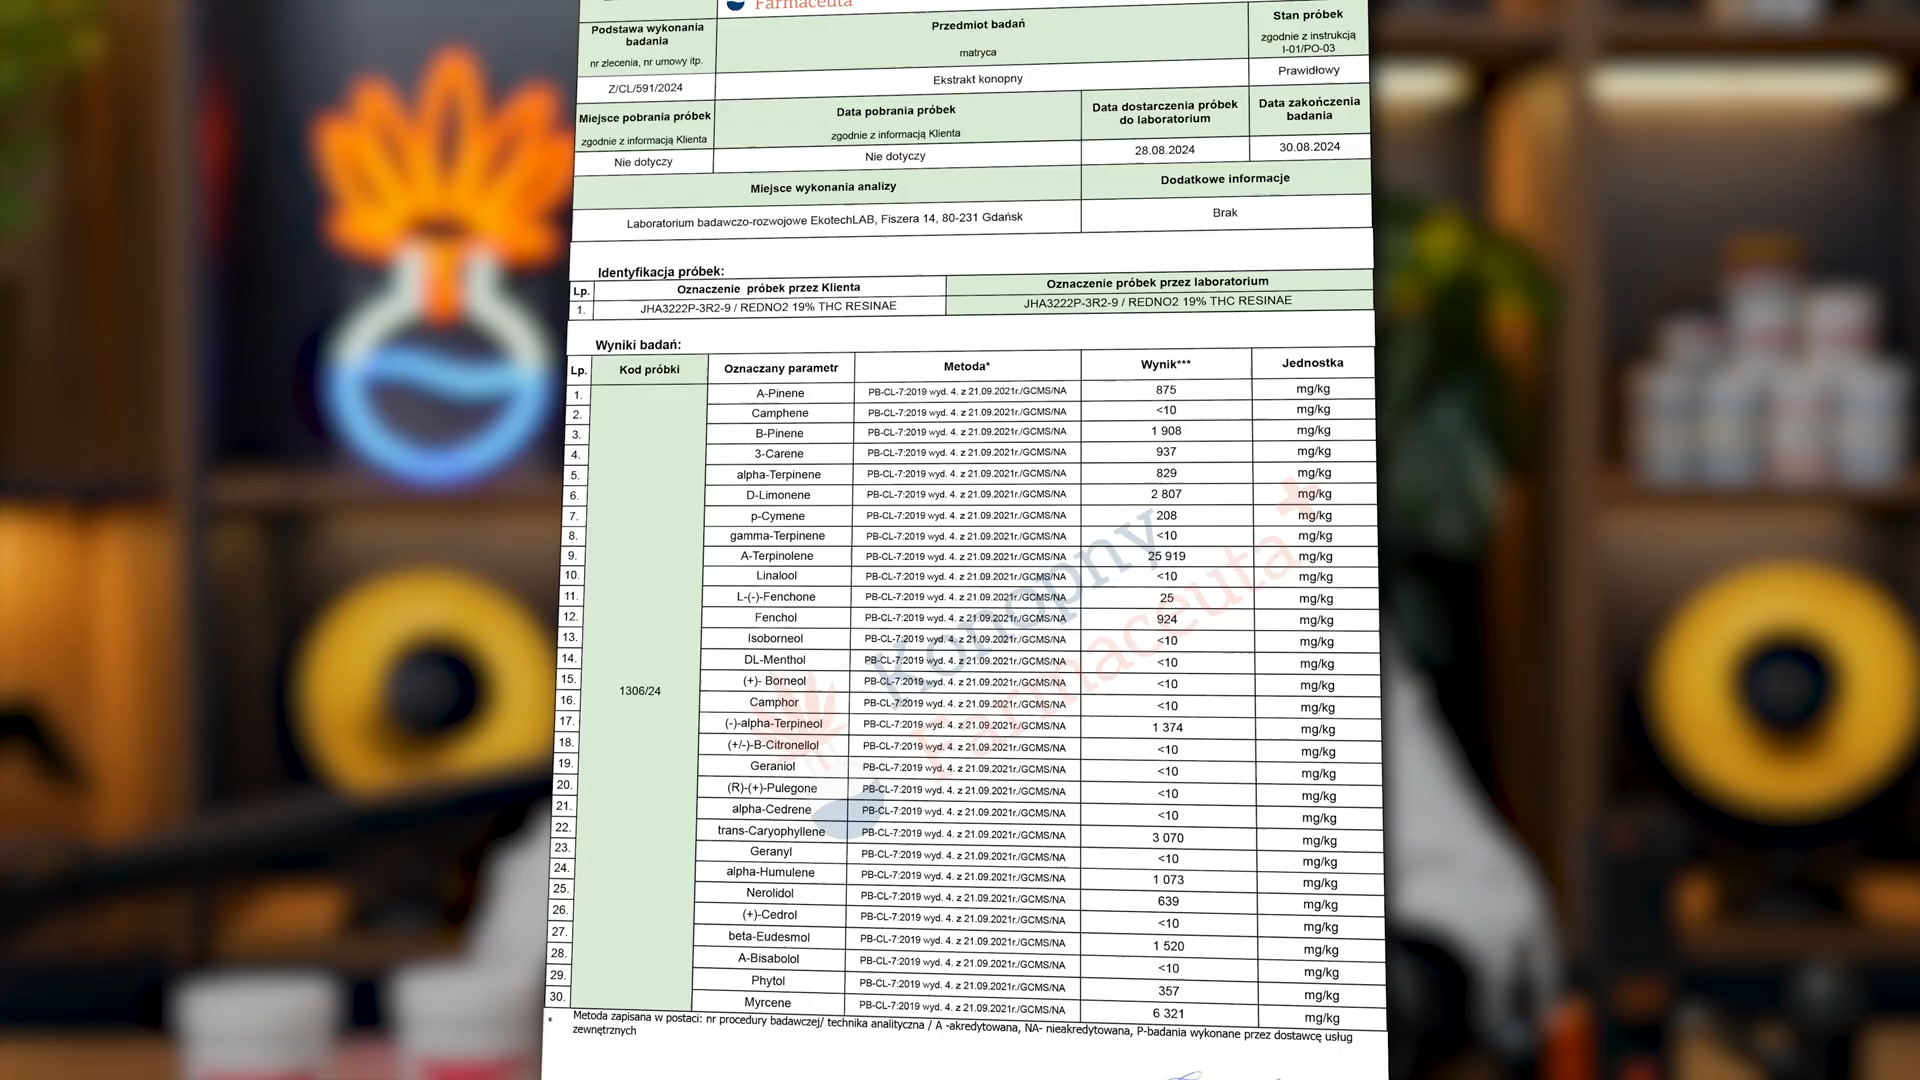 Farmaceuta
Podstawa wykonania badania
nr zlecenia, nr umowy itp.
Przedmiot badań
matryca
Stan próbek
zgodnie z instrukcją I-01/PO-03
Z/CL/591/2024
Ekstrakt konopny
Prawidłowy
Miejsce pobrania próbek
zgodnie z informacją Klienta
Data pobrania próbek
zgodnie z informacją Klienta
Data dostarczenia próbek do laboratorium
Data zakończenia badania
Nie dotyczy
Nie dotyczy
28.08.2024
30.08.2024
Miejsce wykonania analizy
Dodatkowe informacje
Laboratorium badawczo-rozwojowe EkotechLAB, Fiszera 14, 80-231 Gdańsk
Brak
Identyfikacja próbek:
Lp. Oznaczenie próbek przez Klienta Oznaczenie próbek przez laboratorium
1. JHA3222P-3R2-9 / REDNO2 19% THC RESINAE JHA3222P-3R2-9 / REDNO2 19% THC RESINAE
Wyniki badań:
Lp. Kod próbki Oznaczany parametr Metoda* Wynik*** Jednostka
1306/24
1. A-Pinene PB-CL-7:2019 wyd. 4. z 21.09.2021r./GCMS/NA 875 mg/kg
2. Camphene PB-CL-7:2019 wyd. 4. z 21.09.2021r./GCMS/NA <10 mg/kg
3. B-Pinene PB-CL-7:2019 wyd. 4. z 21.09.2021r./GCMS/NA 1 908 mg/kg
4. 3-Carene PB-CL-7:2019 wyd. 4. z 21.09.2021r./GCMS/NA 937 mg/kg
5. alpha-Terpinene PB-CL-7:2019 wyd. 4. z 21.09.2021r./GCMS/NA 829 mg/kg
6. D-Limonene PB-CL-7:2019 wyd. 4. z 21.09.2021r./GCMS/NA 2 807 mg/kg
7. p-Cymene PB-CL-7:2019 wyd. 4. z 21.09.2021r./GCMS/NA 208 mg/kg
8. gamma-Terpinene PB-CL-7:2019 wyd. 4. z 21.09.2021r./GCMS/NA <10 mg/kg
9. A-Terpinolene PB-CL-7:2019 wyd. 4. z 21.09.2021r./GCMS/NA 25 919 mg/kg
10. Linalool PB-CL-7:2019 wyd. 4. z 21.09.2021r./GCMS/NA <10 mg/kg
11. L-(-)-Fenchone PB-CL-7:2019 wyd. 4. z 21.09.2021r./GCMS/NA 25 mg/kg
12. Fenchol PB-CL-7:2019 wyd. 4. z 21.09.2021r./GCMS/NA 924 mg/kg
13. Isoborneol PB-CL-7:2019 wyd. 4. z 21.09.2021r./GCMS/NA <10 mg/kg
14. DL-Menthol PB-CL-7:2019 wyd. 4. z 21.09.2021r./GCMS/NA <10 mg/kg
15. (+)- Borneol PB-CL-7:2019 wyd. 4. z 21.09.2021r./GCMS/NA <10 mg/kg
16. Camphor PB-CL-7:2019 wyd. 4. z 21.09.2021r./GCMS/NA <10 mg/kg
17. (-)-alpha-Terpineol PB-CL-7:2019 wyd. 4. z 21.09.2021r./GCMS/NA 1 374 mg/kg
18. (+/-)-B-Citronellol PB-CL-7:2019 wyd. 4. z 21.09.2021r./GCMS/NA <10 mg/kg
19. Geraniol PB-CL-7:2019 wyd. 4. z 21.09.2021r./GCMS/NA <10 mg/kg
20. (R)-(+)-Pulegone PB-CL-7:2019 wyd. 4. z 21.09.2021r./GCMS/NA <10 mg/kg
21. alpha-Cedrene PB-CL-7:2019 wyd. 4. z 21.09.2021r./GCMS/NA <10 mg/kg
22. trans-Caryophyllene PB-CL-7:2019 wyd. 4. z 21.09.2021r./GCMS/NA 3 070 mg/kg
23. Geranyl PB-CL-7:2019 wyd. 4. z 21.09.2021r./GCMS/NA <10 mg/kg
24. alpha-Humulene PB-CL-7:2019 wyd. 4. z 21.09.2021r./GCMS/NA 1 073 mg/kg
25. Nerolidol PB-CL-7:2019 wyd. 4. z 21.09.2021r./GCMS/NA 639 mg/kg
26. (+)-Cedrol PB-CL-7:2019 wyd. 4. z 21.09.2021r./GCMS/NA <10 mg/kg
27. beta-Eudesmol PB-CL-7:2019 wyd. 4. z 21.09.2021r./GCMS/NA 1 520 mg/kg
28. A-Bisabolol PB-CL-7:2019 wyd. 4. z 21.09.2021r./GCMS/NA <10 mg/kg
29. Phytol PB-CL-7:2019 wyd. 4. z 21.09.2021r./GCMS/NA 357 mg/kg
30. Myrcene PB-CL-7:2019 wyd. 4. z 21.09.2021r./GCMS/NA 6 321 mg/kg
Konopny
Farmaceuta+
* Metoda zapisana w postaci: nr procedury badawczej/ technika analityczna / A -akredytowana, NA- nieakredytowana, P-badania wykonane przez dostawcę usług
zewnętrznych